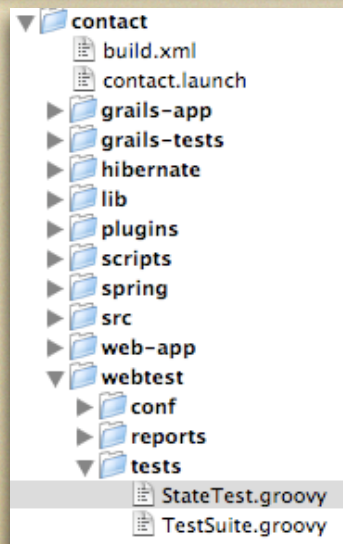 contact
build.xml
contact.launch
grails-app
grails-tests
hibernate
lib
plugins
scripts
spring
src
web-app
webtest
conf
reports
tests
StateTest.groovy
TestSuite.groovy